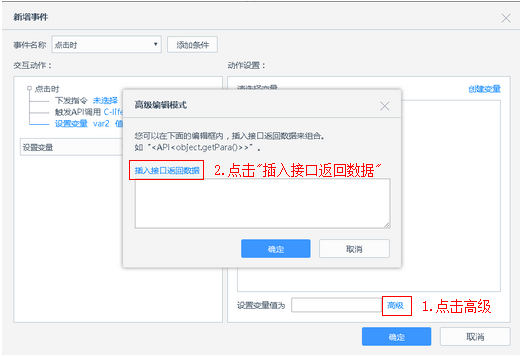 新增事件
事件名称 点击时 添加条件
交互动作： 动作设置：
点击时
下发指令 未选择
触发API调用 C-life
设置变量 var2 值
设置变量
请选择变量 创建变量
高级编辑模式
您可以在下面的编辑框内，插入接口返回数据来组合。
如 "<API<object.getPara()>>" 。
插入接口返回数据 2.点击"插入接口返回数据"
确定 取消
设置变量值为 高级 1.点击高级
确定 取消